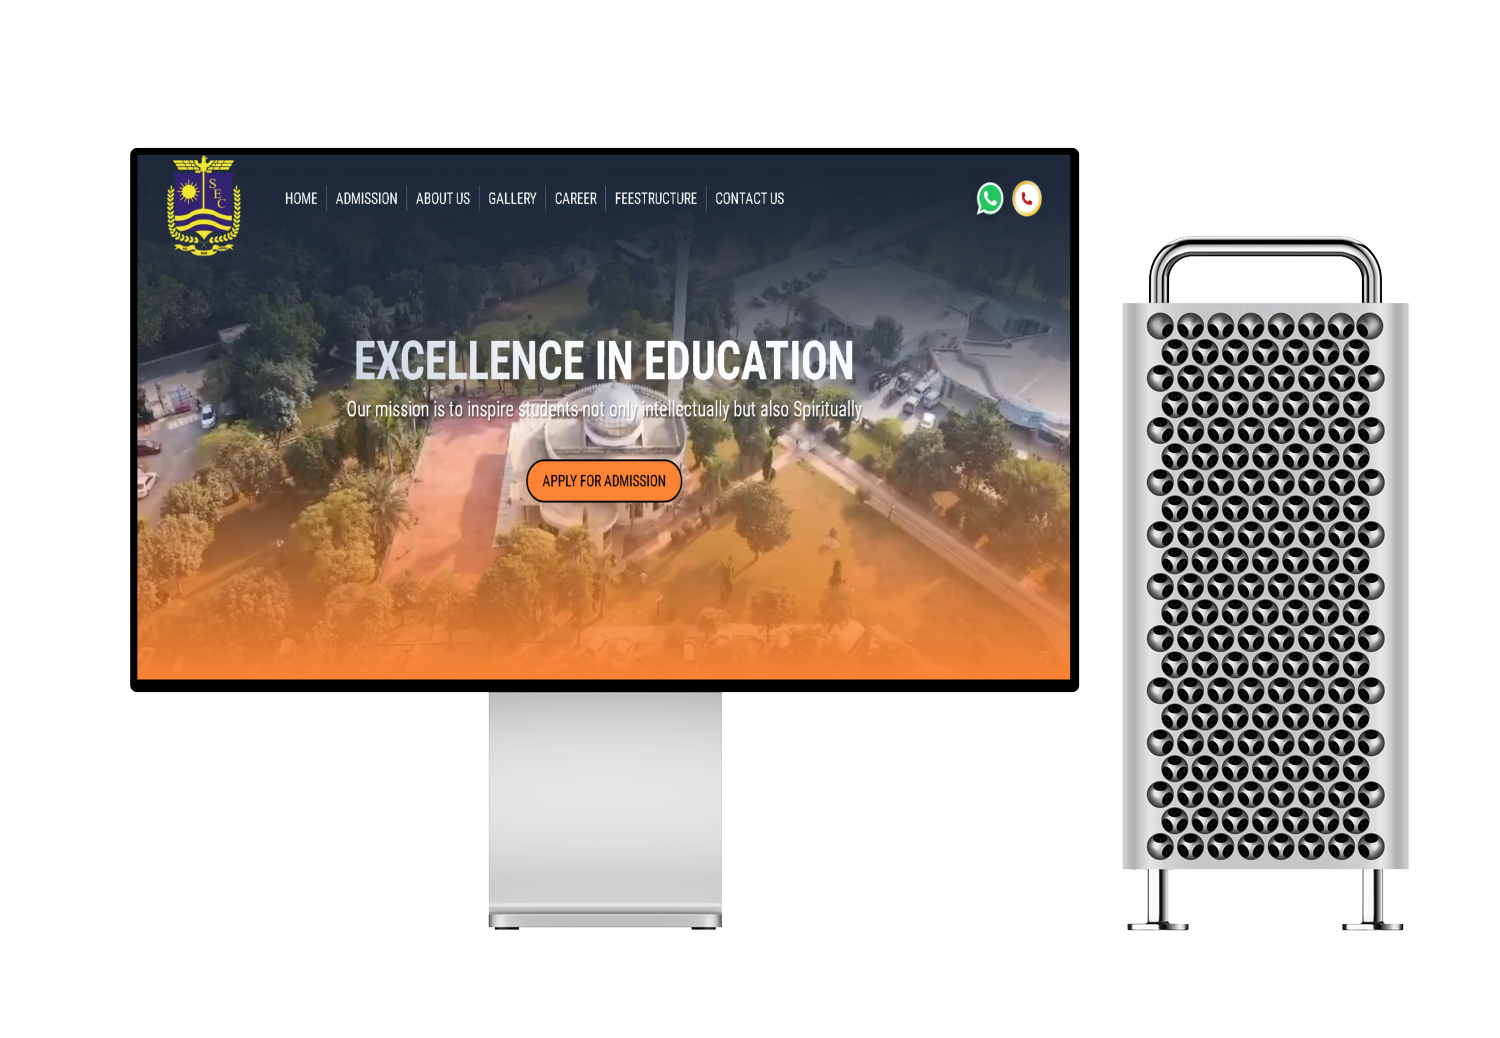 S
E
C
HOME
ADMISSION
ABOUT US
GALLERY
CAREER
FEESTRUCTURE
CONTACT US
EXCELLENCE IN EDUCATION
Our mission is to inspire students not only intellectually but also Spiritually
APPLY FOR ADMISSION